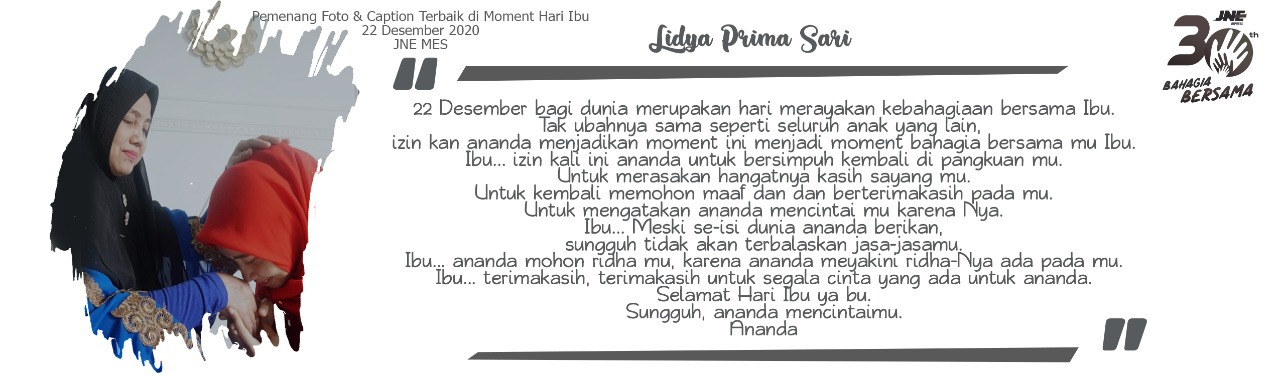 Pemenang Foto & Caption Terbaik di Moment Hari Ibu
22 Desember 2020
JNE MES
Lidya Prima Sari
JNE
EXPRESS
30th
BAHAGIA
BERSAMA
"
22 Desember bagi dunia merupakan hari merayakan kebahagiaan bersama Ibu.
Tak ubahnya sama seperti seluruh anak yang lain,
izin kan ananda menjadikan moment ini menjadi moment bahagia bersama mu Ibu.
Ibu... izin kali ini ananda untuk bersimpuh kembali di pangkuan mu.
Untuk merasakan hangatnya kasih sayang mu.
Untuk kembali memohon maaf dan dan berterimakasih pada mu.
Untuk mengatakan ananda mencintai mu karena Nya.
Ibu... Meski se-isi dunia ananda berikan,
sungguh tidak akan terbalaskan jasa-jasamu.
Ibu... ananda mohon ridha mu, karena ananda meyakini ridha-Nya ada pada mu.
Ibu... terimakasih, terimakasih untuk segala cinta yang ada untuk ananda.
Selamat Hari Ibu ya bu.
Sungguh, ananda mencintaimu.
Ananda
"